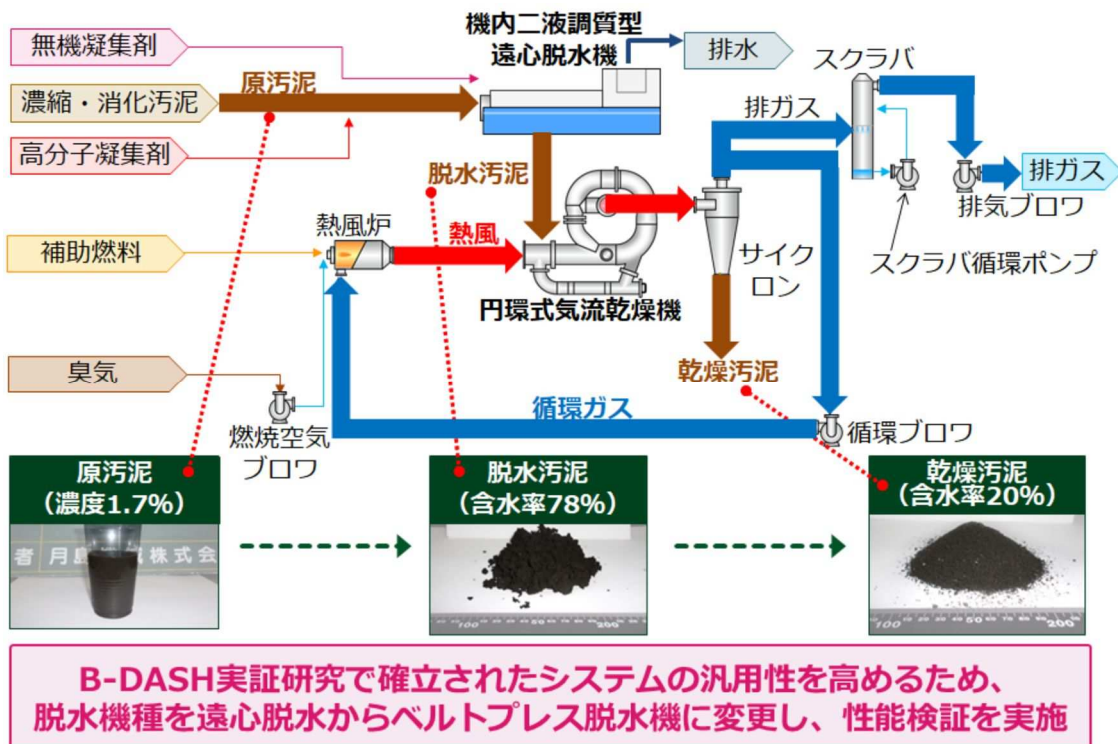 機内二液調質型
遠心脱水機
無機凝集剤
排水
スクラバ
原汚泥
濃縮・消化汚泥
排ガス
高分子凝集剤
脱水汚泥
排ガス
排気ブロワ
熱風炉
熱風
補助燃料
サイク
ロン
スクラバ循環ポンプ
円環式気流乾燥機
臭気
乾燥汚泥
循環ガス
燃焼空気
ブロワ
循環ブロワ
原汚泥
(濃度1.7%)
脱水汚泥
(含水率78%)
乾燥汚泥
(含水率20%)
B-DASH実証研究で確立されたシステムの汎用性を高めるため、
脱水機種を遠心脱水からベルトプレス脱水機に変更し、性能検証を実施